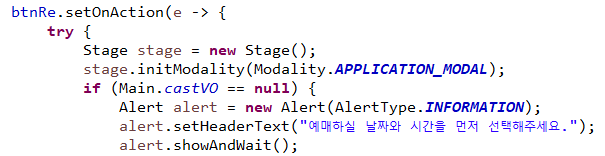 btnRe.setOnAction(e -> {
try {
Stage stage = new Stage();
stage.initModality(Modality.APPLICATION_MODAL);
if (Main.castVO == null) {
Alert alert = new Alert(AlertType.INFORMATION);
alert.setHeaderText("예매하실 날짜와 시간을 먼저 선택해주세요.");
alert.showAndWait();